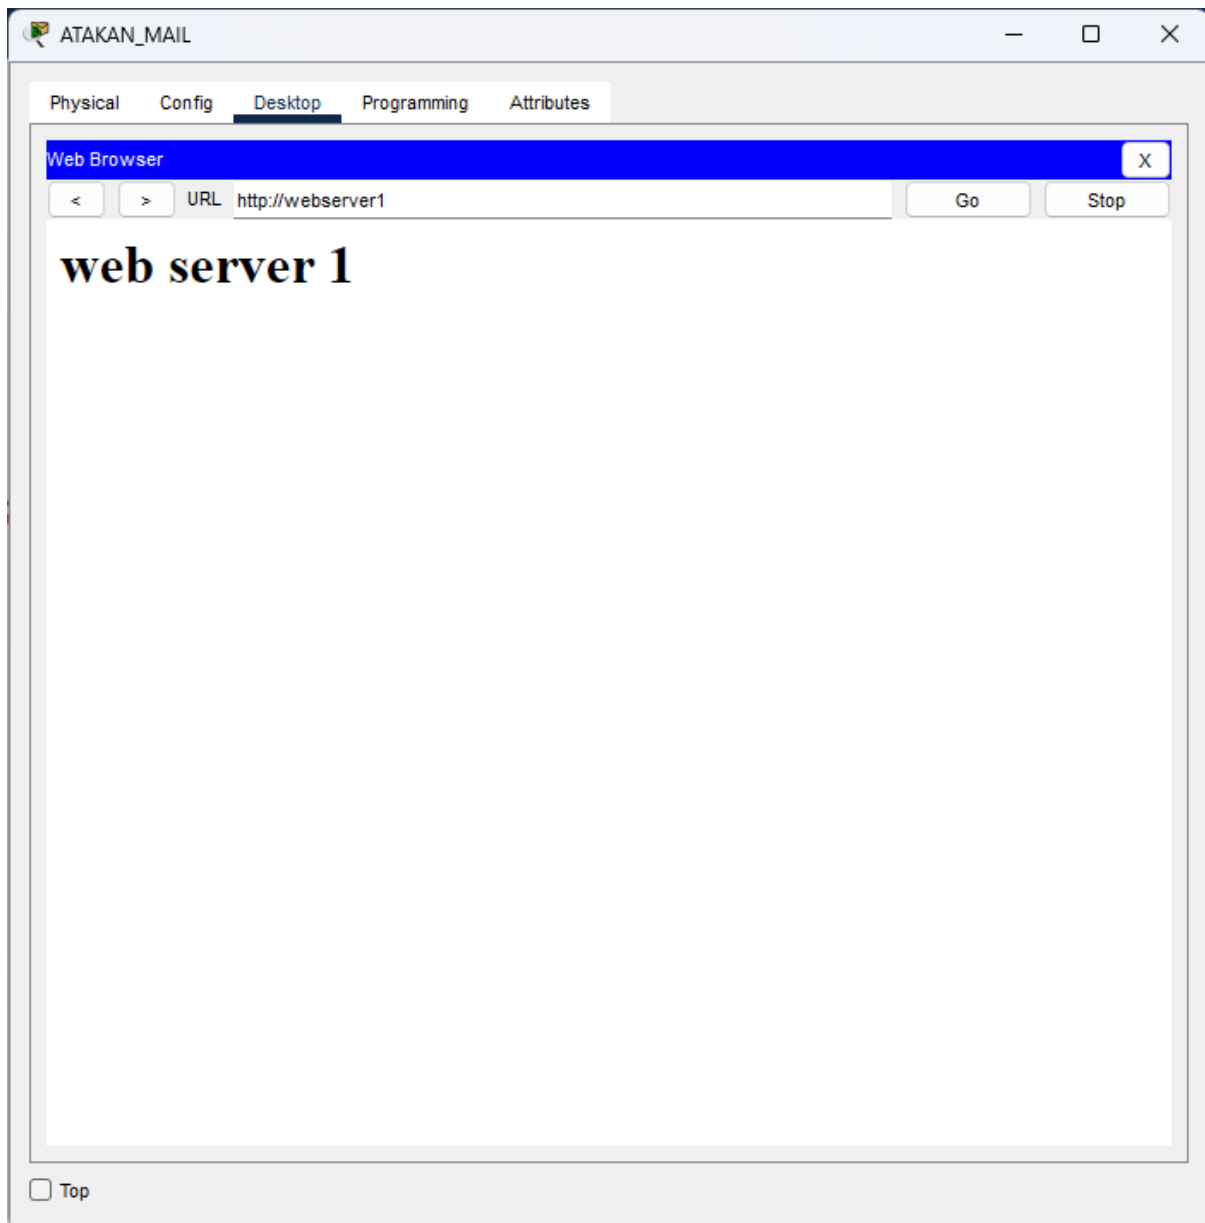 ATAKAN_MAIL
Physical Config Desktop Programming Attributes
Web Browser X
< > URL http://webserver1 Go Stop
web server 1
Top